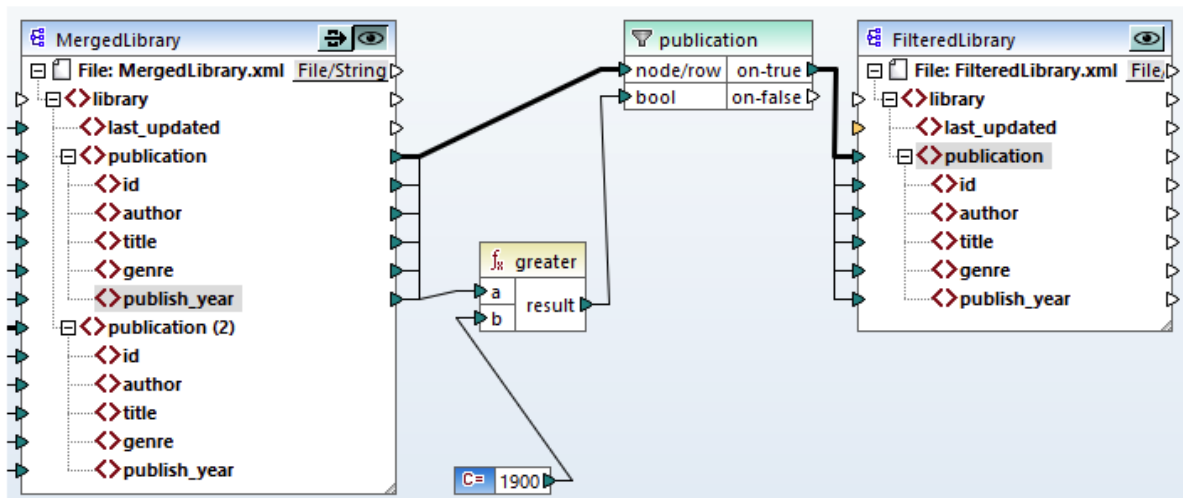 MergedLibrary
File: MergedLibrary.xml File/String
library
last_updated
publication
id
author
title
genre
publish_year
publication (2)
id
author
title
genre
publish_year
publication
node/row on-true
bool on-false
fx greater
a
result
b
C= 1900
FilteredLibrary
File: FilteredLibrary.xml File/
library
last_updated
publication
id
author
title
genre
publish_year